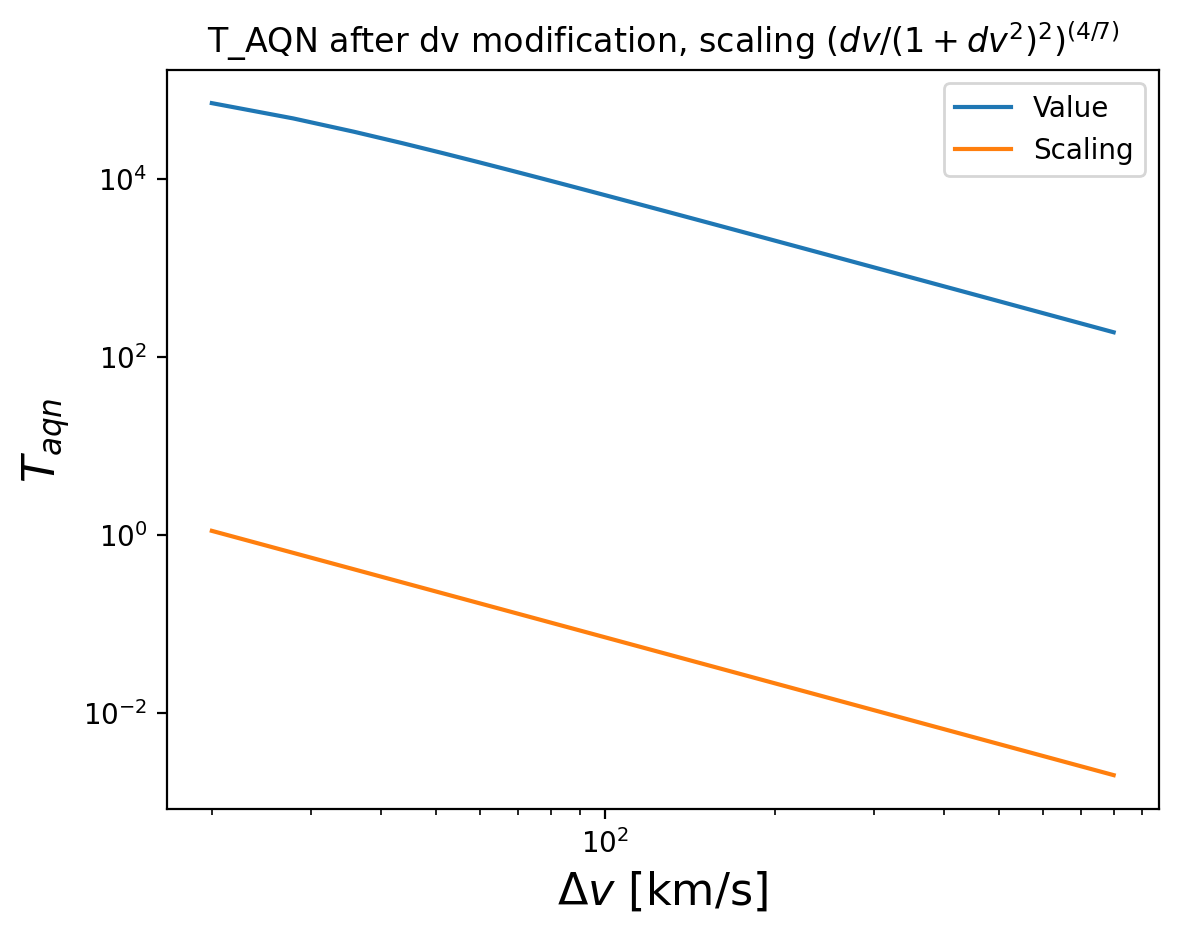 T_AQN after dv modification, scaling $(dv/(1 + dv^2)^2)^{(4/7)}$
Value
Scaling
$10^4$
$10^2$
$10^0$
$10^{-2}$
$T_{aqn}$
$10^2$
$\Delta v$ [km/s]